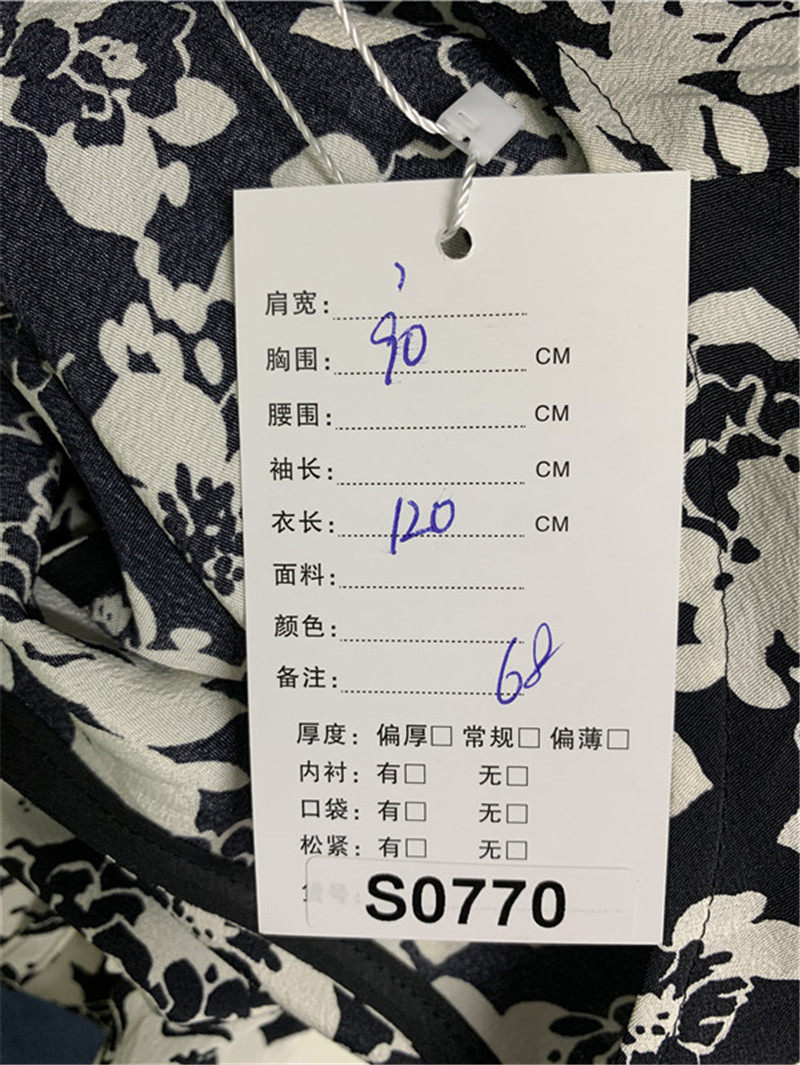 肩宽:
胸围: 90 CM
腰围: CM
袖长: CM
衣长: 120 CM
面料:
颜色:
备注: 68
厚度: 偏厚□ 常规□ 偏薄□
内衬: 有□ 无□
口袋: 有□ 无□
松紧: 有□ 无□
S0770